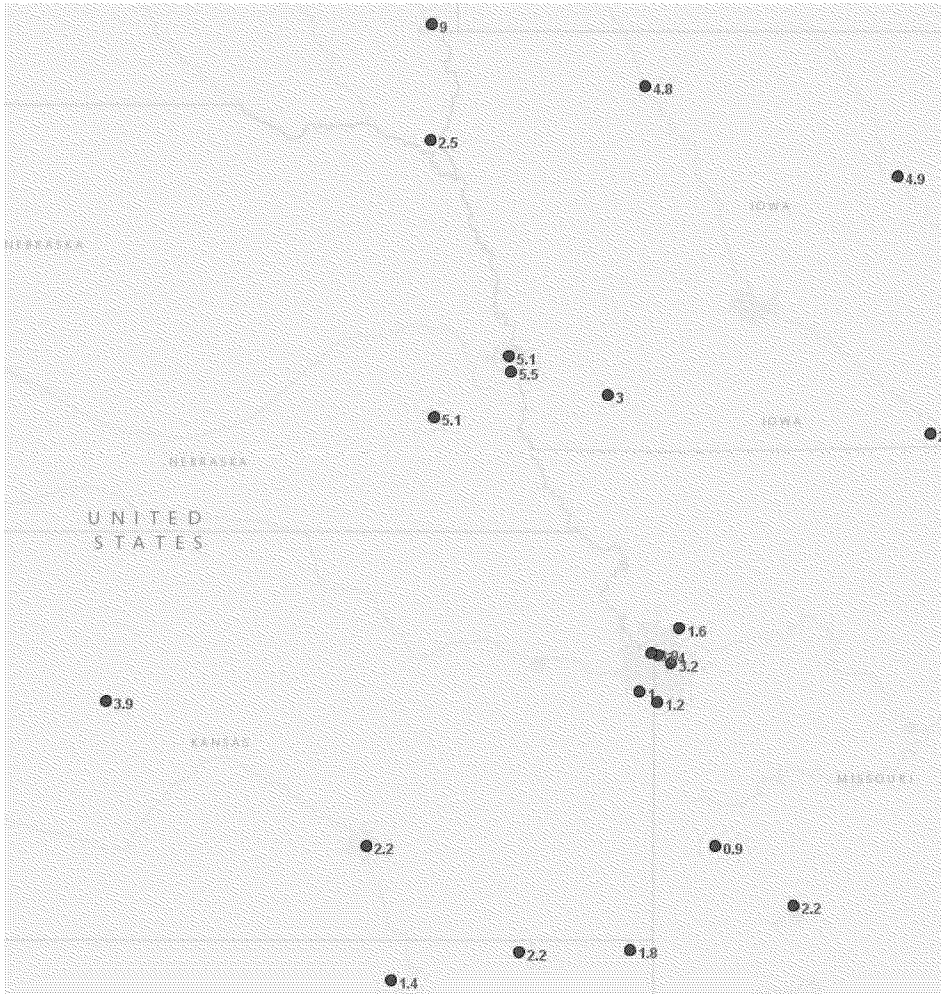 9
4.8
2.5
4.9
IOWA
NEBRASKA
5.1
5.5
3
5.1
IOWA
NEBRASKA
UNITED
STATES
1.6
3.2
1
1.2
3.9
KANSAS
MISSOURI
2.2
0.9
2.2
2.2
1.8
1.4